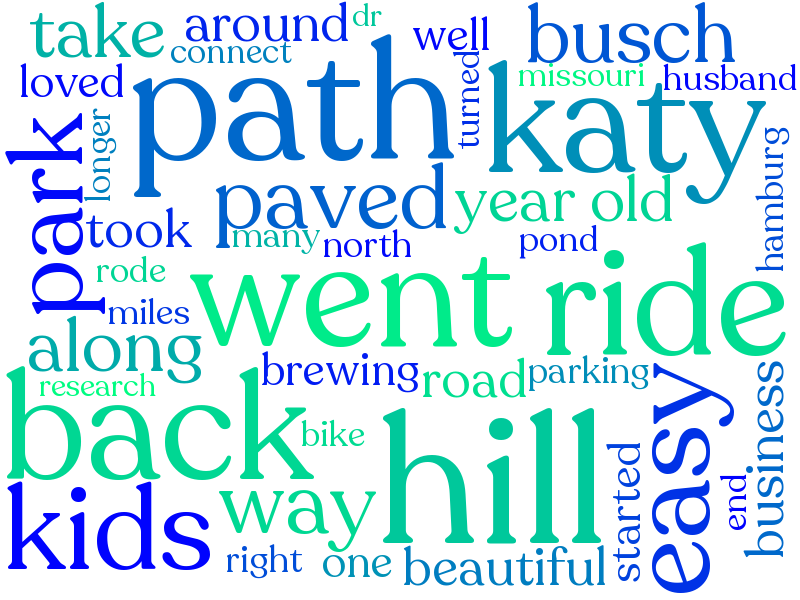 take
around
dr
well
busch
connect
loved
path
turned
missouri
husband
katy
park
longer
paved
year old
hamburg
took
many
north
pond
rode
went
ride
miles
along
brewing
road
parking
research
back
bike
hill
easy
business
kids
way
started
end
right
one
beautiful